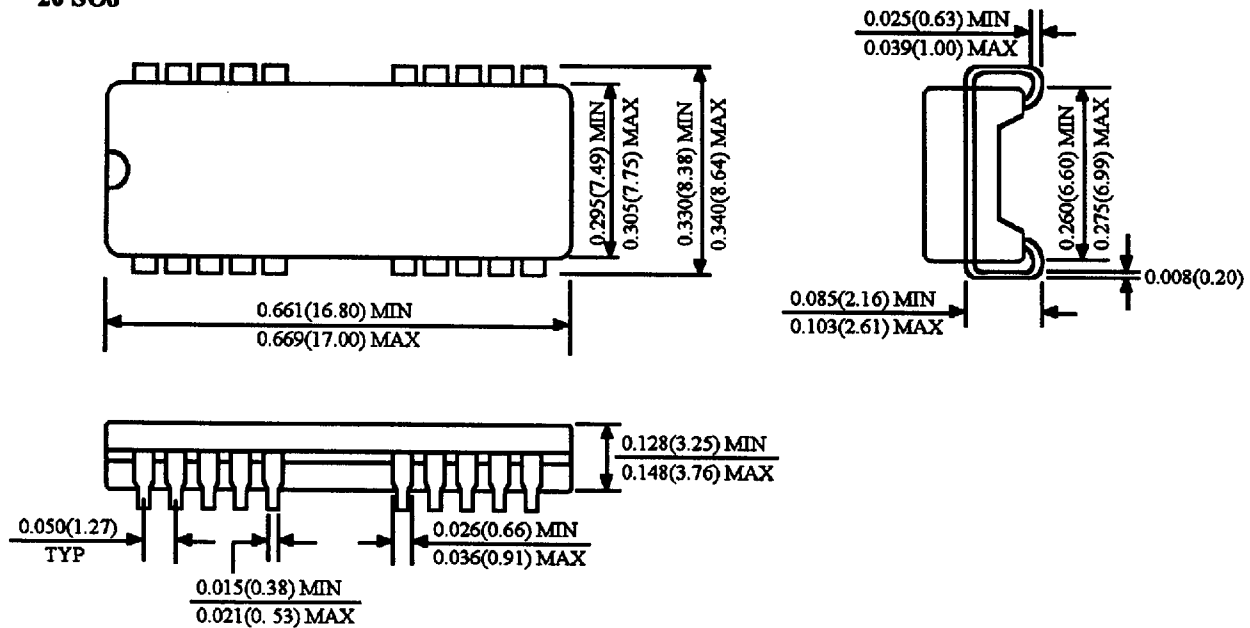 20 SOJ
0.025(0.63) MIN
0.039(1.00) MAX
0.295(7.49) MIN
0.305(7.75) MAX
0.330(8.38) MIN
0.340(8.64) MAX
0.260(6.60) MIN
0.275(6.99) MAX
0.008(0.20)
0.661(16.80) MIN
0.669(17.00) MAX
0.085(2.16) MIN
0.103(2.61) MAX
0.128(3.25) MIN
0.148(3.76) MAX
0.050(1.27)
TYP
0.026(0.66) MIN
0.036(0.91) MAX
0.015(0.38) MIN
0.021(0. 53) MAX